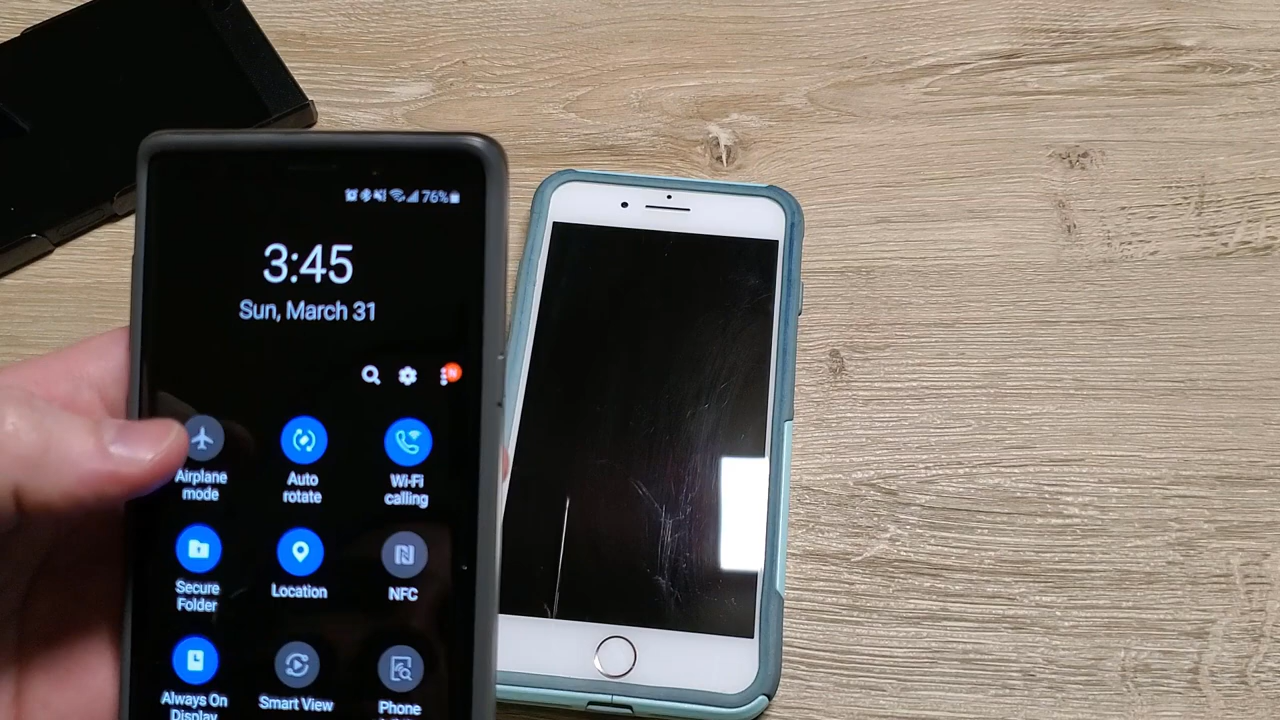 76%
3:45
Sun, March 31
N
Airplane mode
Auto rotate
Wi-Fi calling
Secure Folder
Location
NFC
Always On Display
Smart View
Phone